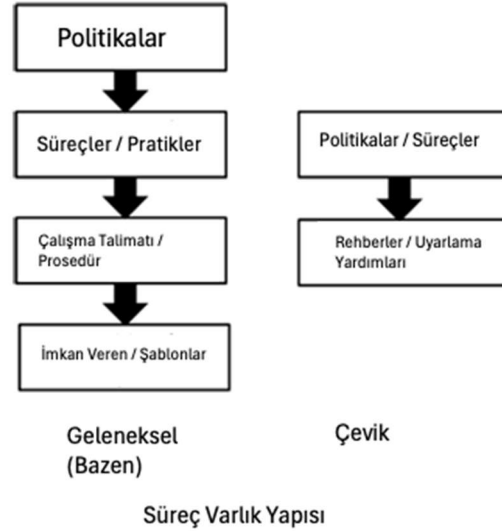 Politikalar
Süreçler / Pratikler
Çalışma Talimatı /
Prosedür
İmkan Veren / Şablonlar
Geleneksel
(Bazen)
Politikalar / Süreçler
Rehberler / Uyarlama
Yardımları
Çevik
Süreç Varlık Yapısı